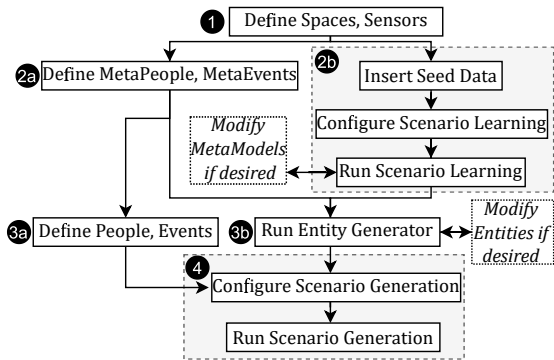 1
Define Spaces, Sensors
2a
Define MetaPeople, MetaEvents
2b
Insert Seed Data
Configure Scenario Learning
Run Scenario Learning
Modify
MetaModels
if desired
3a
Define People, Events
3b
Run Entity Generator
Modify
Entities if
desired
4
Configure Scenario Generation
Run Scenario Generation